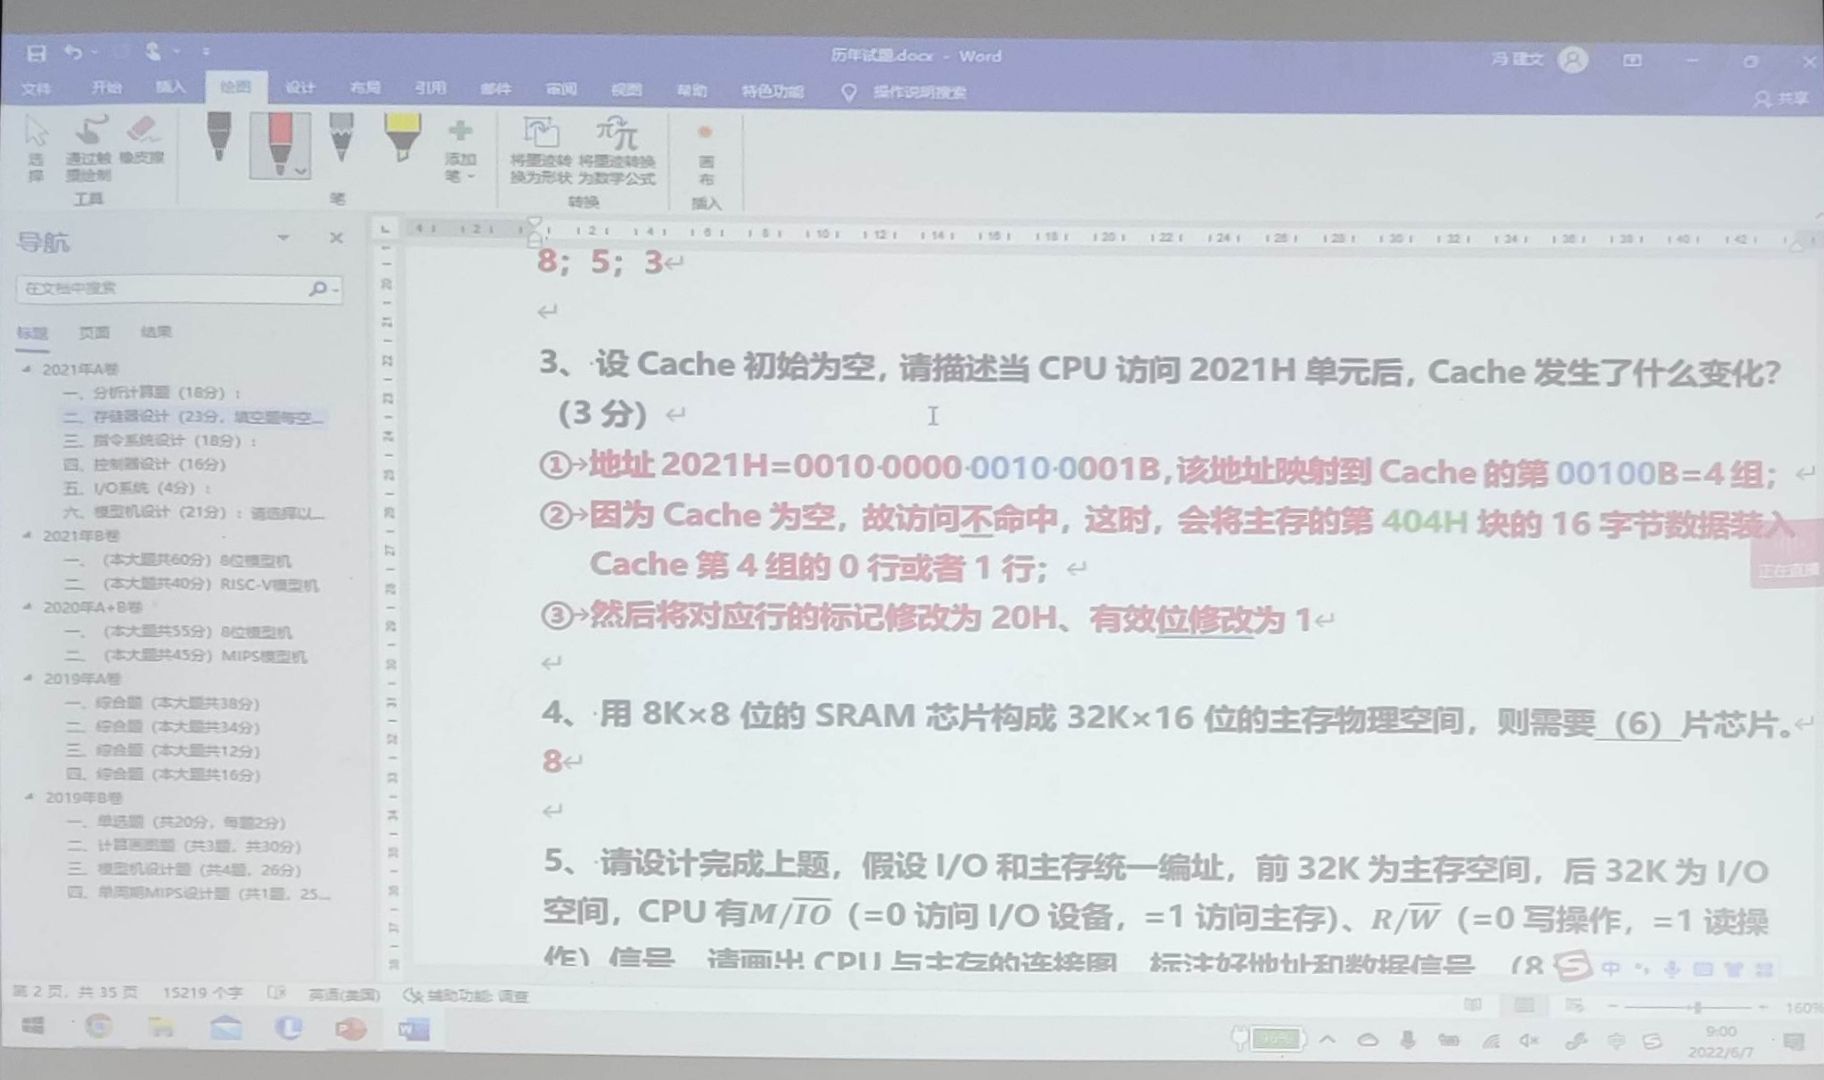 历年试题.docx - Word
冯 建文
文件 开始 插入 绘图 设计 布局 引用 邮件 审阅 视图 帮助 特色功能 操作说明搜索
共享
选择 通过触摸绘制 橡皮擦
添加笔
将墨迹转换为形状 将墨迹转换为数学公式
画布
工具 笔 转换 插入
导航
在文档中搜索
标题 页面 结果
2021年A卷
一、分析计算题（18分）：
二、存储器设计（23分，填空题每空...
三、指令系统设计（18分）：
四、控制器设计（16分）
五、I/O系统（4分）：
六、模型机设计（21分）：请选择以...
2021年B卷
一、（本大题共60分）8位模型机
二、（本大题共40分）RISC-V模型机
2020年A+B卷
一、（本大题共55分）8位模型机
二、（本大题共45分）MIPS模型机
2019年A卷
一、综合题（本大题共38分）
二、综合题（本大题共34分）
三、综合题（本大题共12分）
四、综合题（本大题共16分）
2019年B卷
一、单选题（共20分，每题2分）
二、计算画图题（共3题，共30分）
三、模型机设计题（共4题，26分）
四、单周期MIPS设计题（共1题，25...
8；5；3
3、设 Cache 初始为空，请描述当 CPU 访问 2021H 单元后，Cache 发生了什么变化？
（3 分）
①地址 2021H=0010 0000 0010 0001B,该地址映射到 Cache 的第 00100B=4 组；
②因为 Cache 为空，故访问不命中，这时，会将主存的第 404H 块的 16 字节数据装入
Cache 第 4 组的 0 行或者 1 行；
③然后将对应行的标记修改为 20H、有效位修改为 1
4、用 8K×8 位的 SRAM 芯片构成 32K×16 位的主存物理空间，则需要 （6） 片芯片。
8
5、请设计完成上题，假设 I/O 和主存统一编址，前 32K 为主存空间，后 32K 为 I/O
空间，CPU 有M/I̅O̅（=0 访问 I/O 设备，=1 访问主存）、R/W̅（=0 写操作，=1 读操
作）信号 请画出 CPU 与主存的连接图 标注好地址和数据信号 （8
正在直播
中
第 2 页，共 35 页 15219 个字 英语(美国) 辅助功能: 调查
160%
9:00
2022/6/7